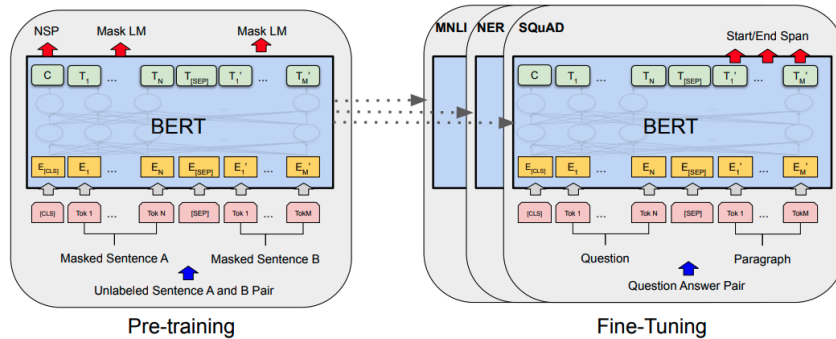 NSP Mask LM Mask LM
C T1 ... TN T[SEP] T1' ... TM'
BERT
E[CLS] E1 ... EN E[SEP] E1' ... EM'
[CLS] Tok 1 ... Tok N [SEP] Tok 1 ... TokM
Masked Sentence A Masked Sentence B
Unlabeled Sentence A and B Pair
Pre-training
MNLI NER SQuAD
Start/End Span
C T1 ... TN T[SEP] T1' ... TM'
BERT
E[CLS] E1 ... EN E[SEP] E1' ... EM'
[CLS] Tok 1 ... Tok N [SEP] Tok 1 ... TokM
Question Paragraph
Question Answer Pair
Fine-Tuning